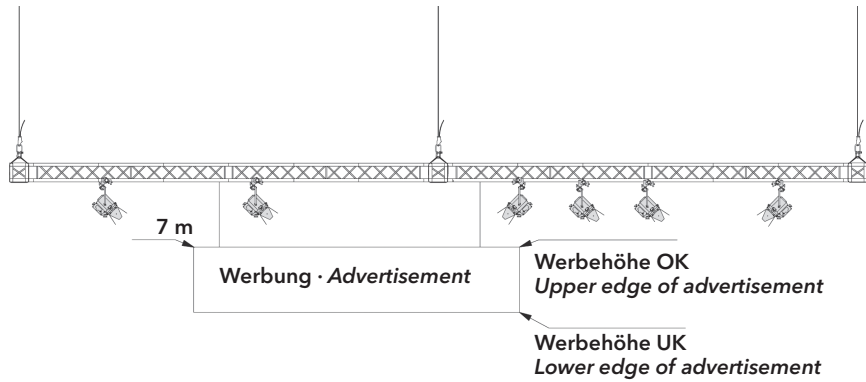 7 m
Werbung · Advertisement
Werbehöhe OK
Upper edge of advertisement
Werbehöhe UK
Lower edge of advertisement